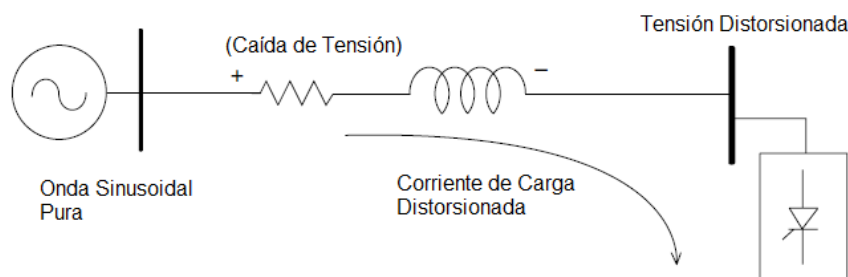 Tensión Distorsionada
(Caída de Tensión)
+
−
Onda Sinusoidal
Pura
Corriente de Carga
Distorsionada